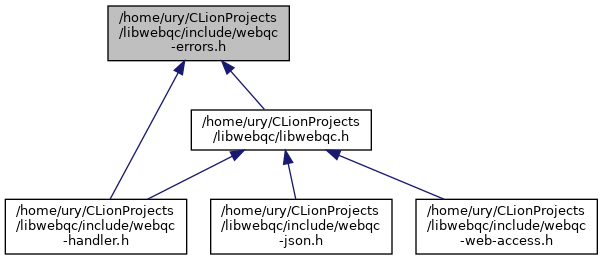 /home/ury/CLionProjects
/libwebqc/include/webqc
-errors.h
/home/ury/CLionProjects
/libwebqc/libwebqc.h
/home/ury/CLionProjects
/libwebqc/include/webqc
-handler.h
/home/ury/CLionProjects
/libwebqc/include/webqc
-json.h
/home/ury/CLionProjects
/libwebqc/include/webqc
-web-access.h